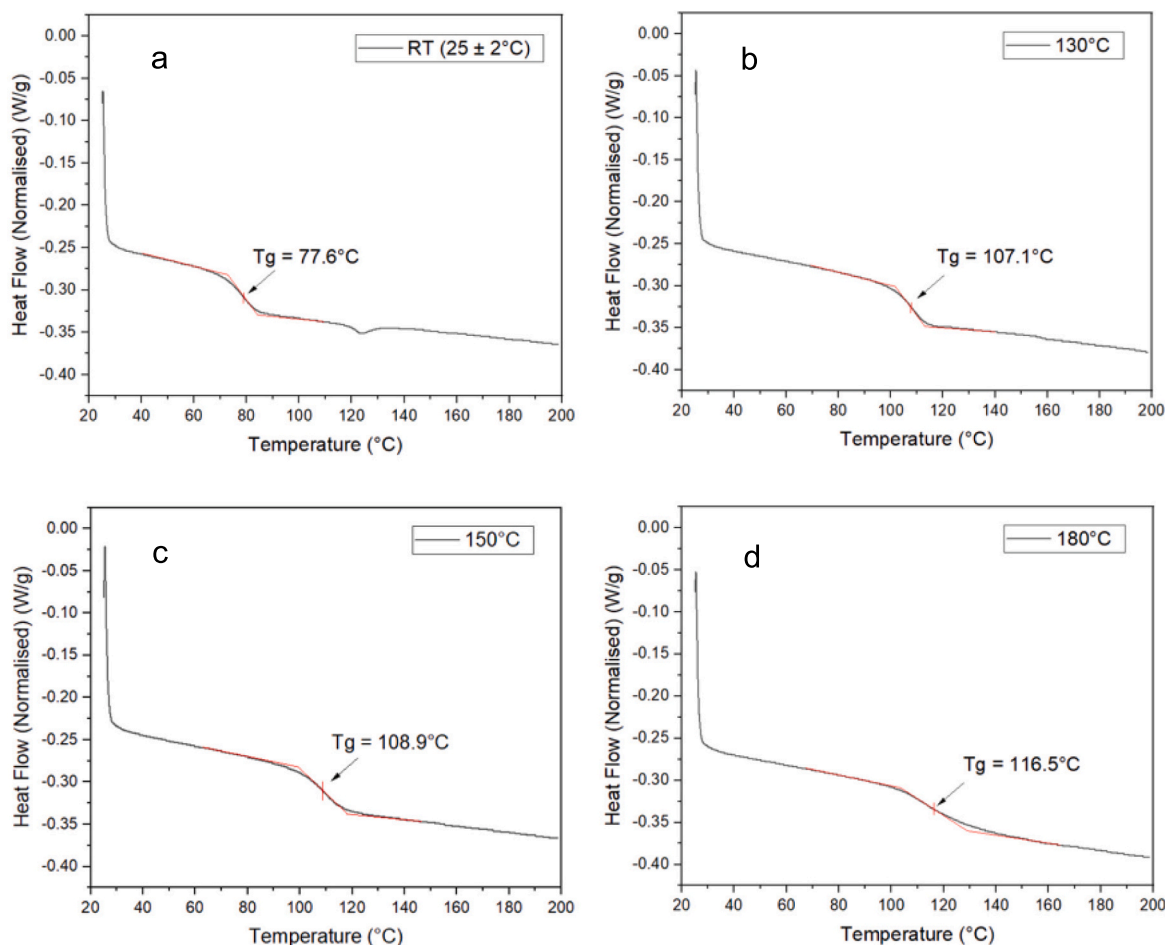 a
RT (25 ± 2°C)
Tg = 77.6°C
Heat Flow (Normalised) (W/g)
0.00
-0.05
-0.10
-0.15
-0.20
-0.25
-0.30
-0.35
-0.40
20 40 60 80 100 120 140 160 180 200
Temperature (°C)
b
130°C
Tg = 107.1°C
Heat Flow (Normalised) (W/g)
0.00
-0.05
-0.10
-0.15
-0.20
-0.25
-0.30
-0.35
-0.40
20 40 60 80 100 120 140 160 180 200
Temperature (°C)
c
150°C
Tg = 108.9°C
Heat Flow (Normalised) (W/g)
0.00
-0.05
-0.10
-0.15
-0.20
-0.25
-0.30
-0.35
-0.40
20 40 60 80 100 120 140 160 180 200
Temperature (°C)
d
180°C
Tg = 116.5°C
Heat Flow (Normalised) (W/g)
0.00
-0.05
-0.10
-0.15
-0.20
-0.25
-0.30
-0.35
-0.40
20 40 60 80 100 120 140 160 180 200
Temperature (°C)